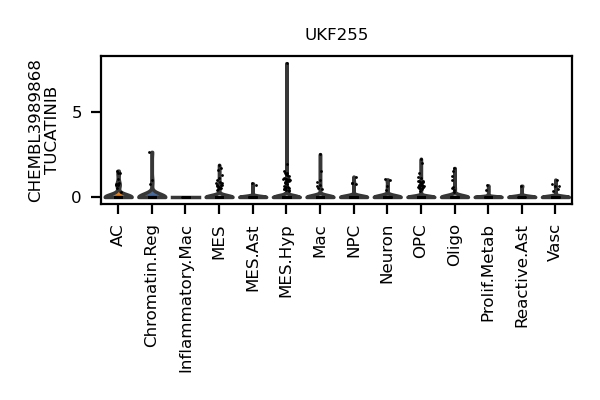 UKF255
CHEMBL3989868
TUCATINIB
5
0
AC
Chromatin.Reg
Inflammatory.Mac
MES
MES.Ast
MES.Hyp
Mac
NPC
Neuron
OPC
Oligo
Prolif.Metab
Reactive.Ast
Vasc